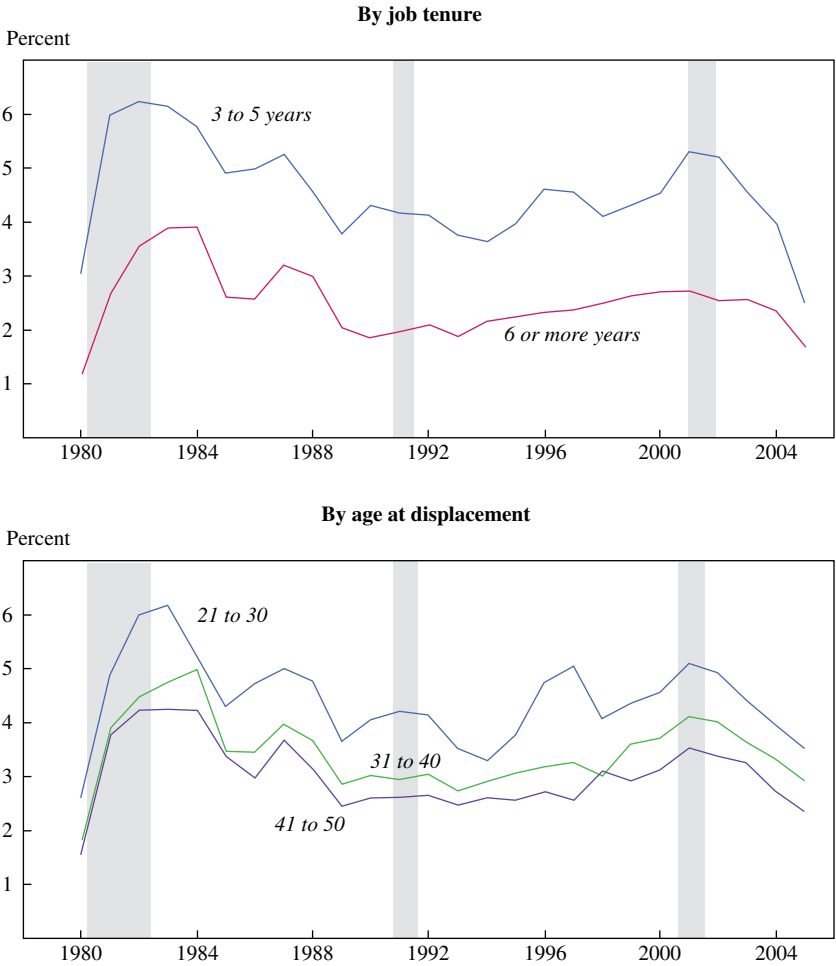 By job tenure
Percent
6
3 to 5 years
5
4
3
2
6 or more years
1
1980 1984 1988 1992 1996 2000 2004
By age at displacement
Percent
6
21 to 30
5
4
31 to 40
3
41 to 50
2
1
1980 1984 1988 1992 1996 2000 2004